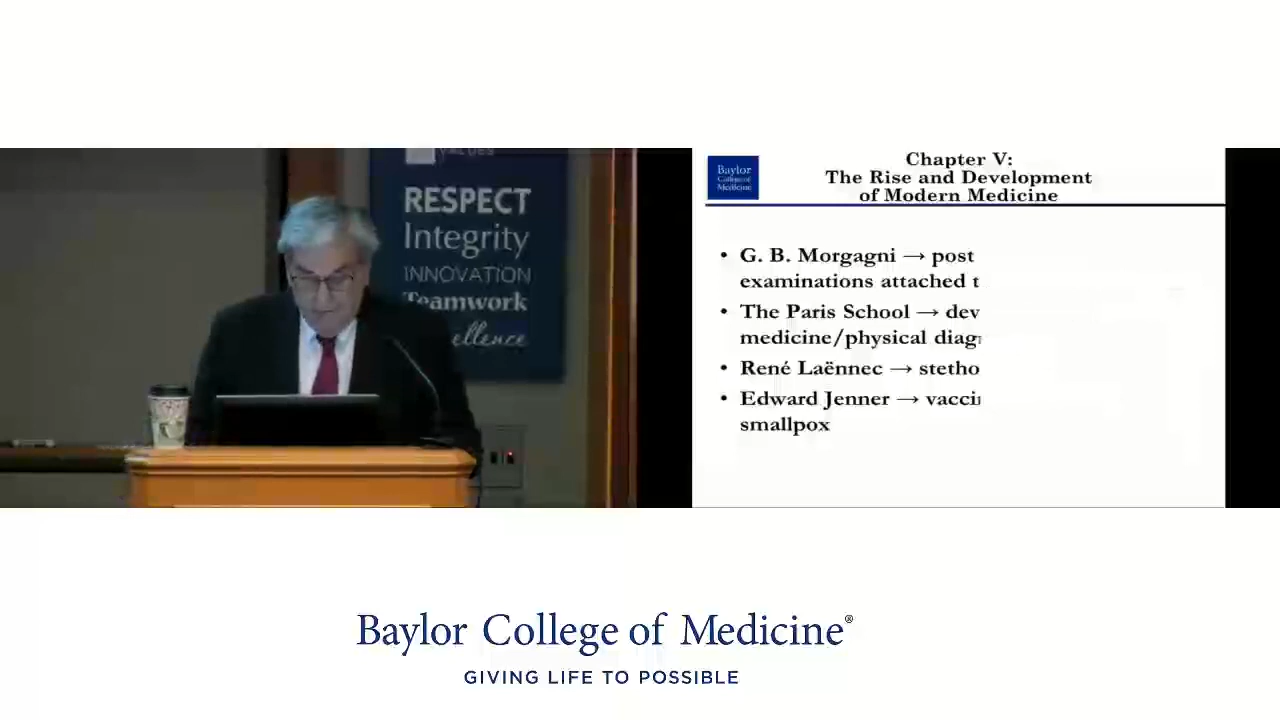 VALUES
RESPECT
Integrity
INNOVATION
Teamwork
ellence
Baylor
College of
Medicine
Chapter V:
The Rise and Development
of Modern Medicine
• G. B. Morgagni → post
examinations attached t
• The Paris School → dev
medicine/physical diag
• René Laënnec → stetho
• Edward Jenner → vacci
smallpox
Baylor College of Medicine®
GIVING LIFE TO POSSIBLE